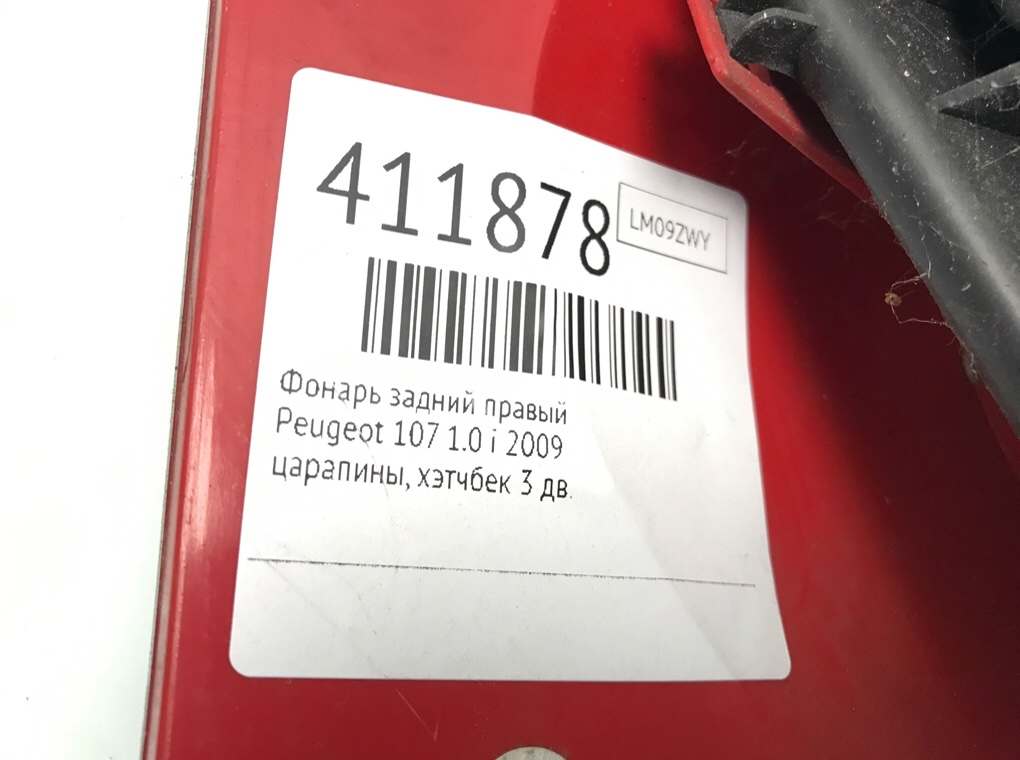 411878
LM09ZWY
Фонарь задний правый
Peugeot 107 1.0 i 2009
царапины, хэтчбек 3 дв.